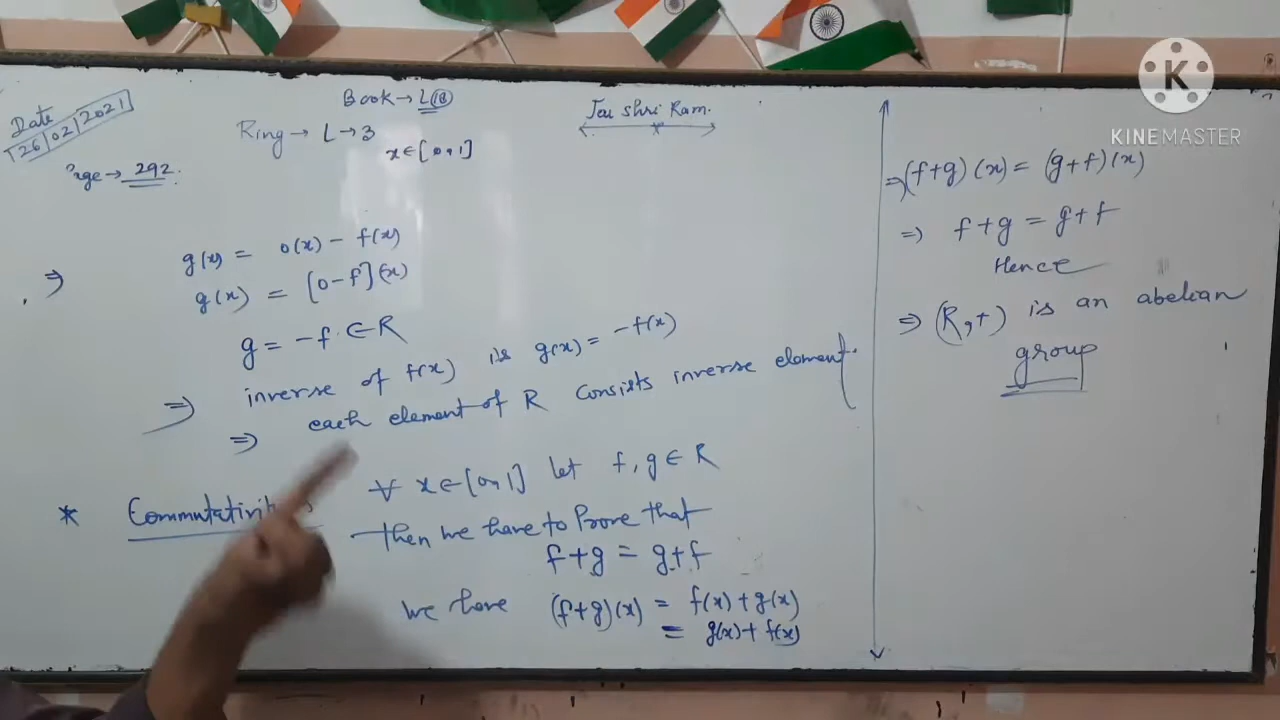 Date
26/02/2021
Book→L⑱
Ring→ L→3
x∈[0,1]
Jai Shri Ram.
Page→ 292.
⇒ g(x) = 0(x) - f(x)
g(x) = [0-f](x)
g = -f ∈R
⇒ inverse of f(x) is g(x) = -f(x)
⇒ each element of R Consists inverse element.
* Commutativit
∀ x∈[0,1] let f, g ∈ R
then we have to Prove that
f+g = g+f
We have (f+g)(x) = f(x)+g(x)
= g(x)+f(x)
⇒(f+g)(x) = (g+f)(x)
⇒ f+g = g+f
Hence
⇒ (R,+) is an abelian
group
K
KINEMASTER